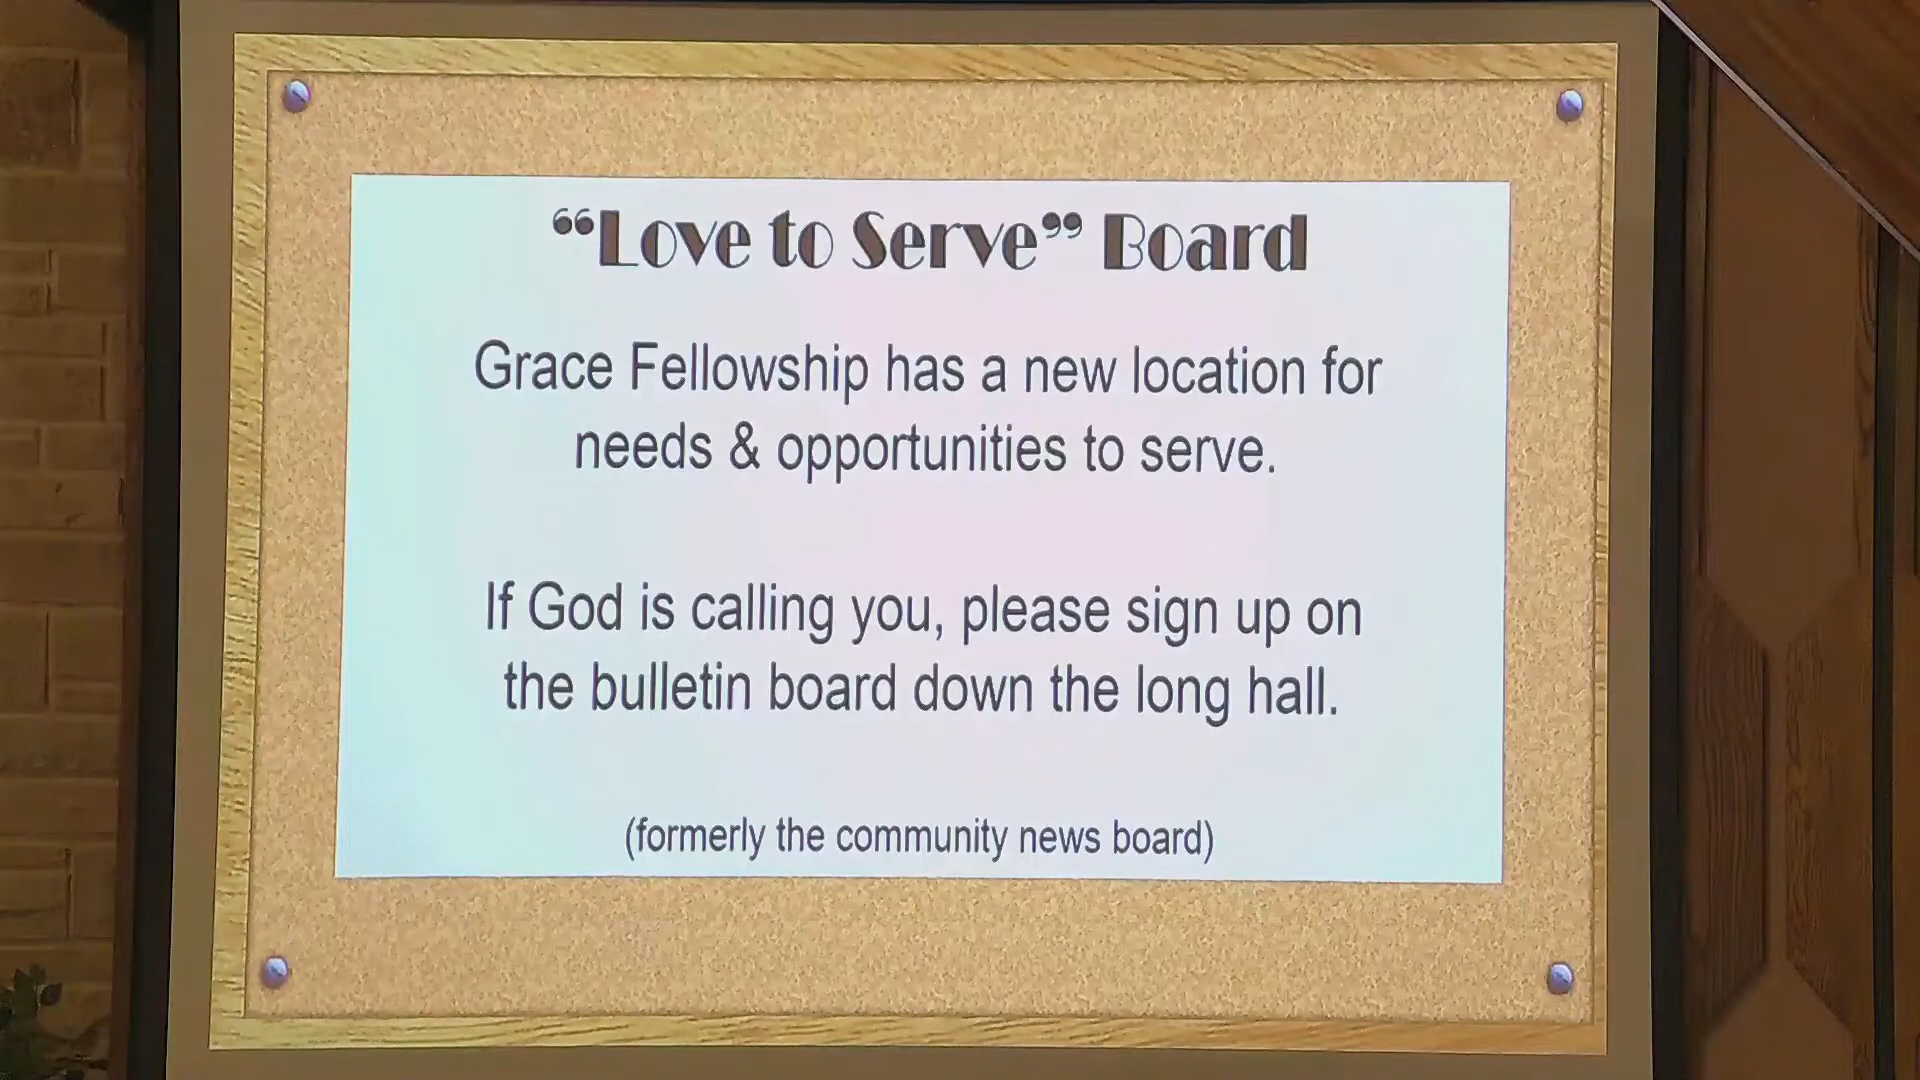 “Love to Serve” Board
Grace Fellowship has a new location for
needs & opportunities to serve.
If God is calling you, please sign up on
the bulletin board down the long hall.
(formerly the community news board)